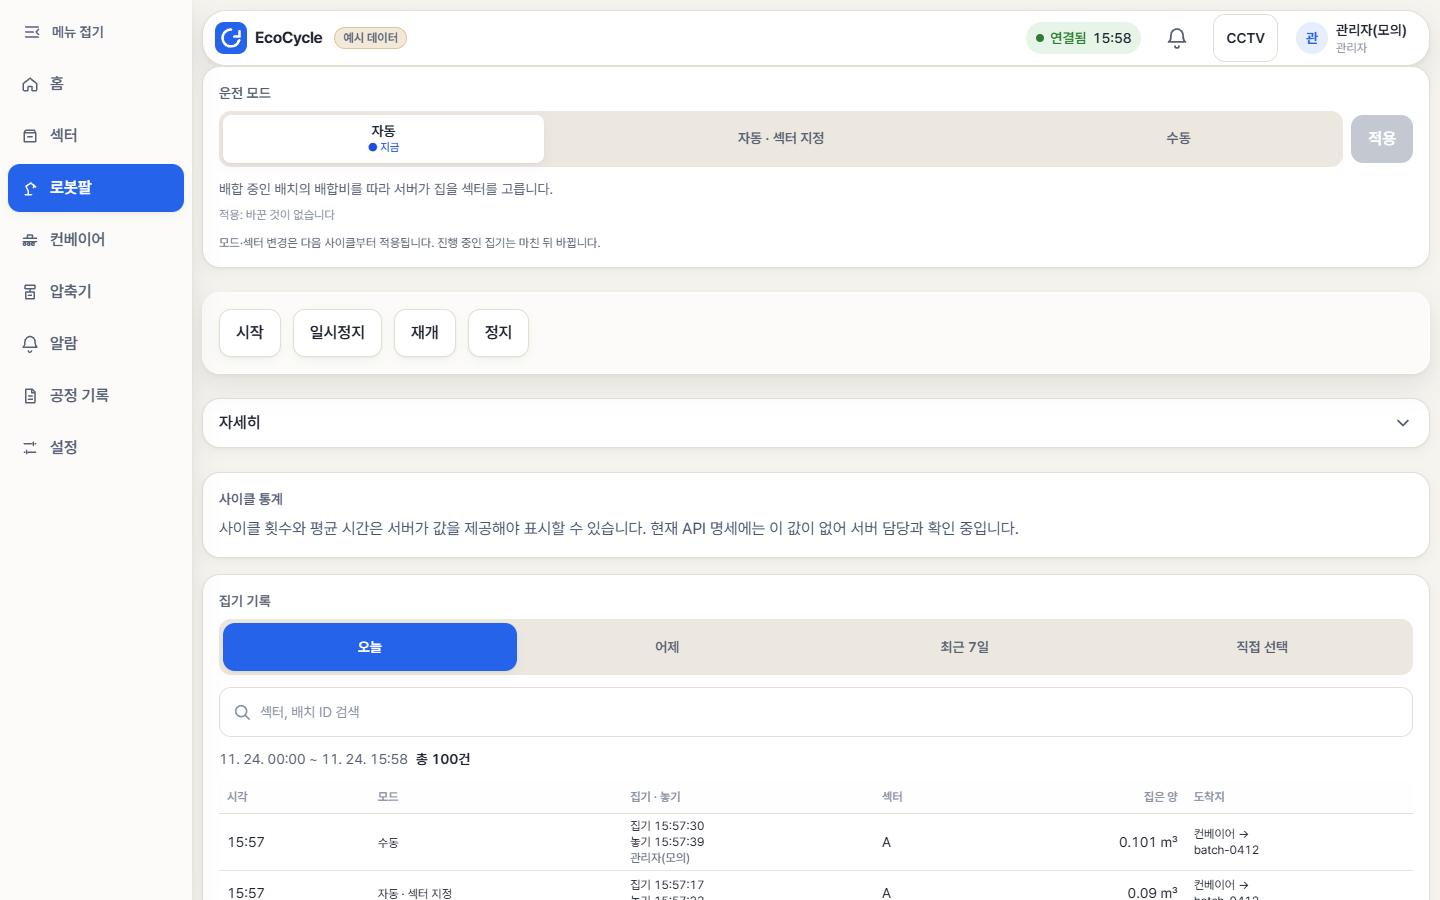 메뉴 접기
홈
섹터
로봇팔
컨베이어
압축기
알람
공정 기록
설정
EcoCycle 예시 데이터
연결됨 15:58
CCTV
관 관리자(모의)
관리자
운전 모드
자동
지금
자동 · 섹터 지정
수동
적용
배합 중인 배치의 배합비를 따라 서버가 집을 섹터를 고릅니다.
적용: 바꾼 것이 없습니다
모드·섹터 변경은 다음 사이클부터 적용됩니다. 진행 중인 집기는 마친 뒤 바뀝니다.
시작 일시정지 재개 정지
자세히
사이클 통계
사이클 횟수와 평균 시간은 서버가 값을 제공해야 표시할 수 있습니다. 현재 API 명세에는 이 값이 없어 서버 담당과 확인 중입니다.
집기 기록
오늘 어제 최근 7일 직접 선택
섹터, 배치 ID 검색
11. 24. 00:00 ~ 11. 24. 15:58 총 100건
시각 모드 집기 · 놓기 섹터 집은 양 도착지
15:57 수동 집기 15:57:30 A 0.101 m³ 컨베이어 →
놓기 15:57:39 batch-0412
관리자(모의)
15:57 자동 · 섹터 지정 집기 15:57:17 A 0.09 m³ 컨베이어 →